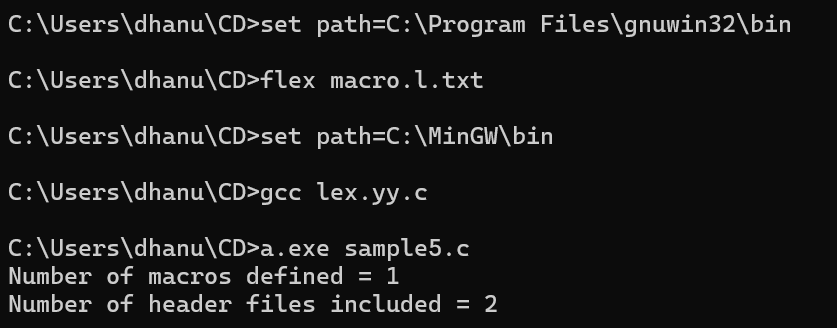 C:\Users\dhanu\CD>set path=C:\Program Files\gnuwin32\bin
C:\Users\dhanu\CD>flex macro.l.txt
C:\Users\dhanu\CD>set path=C:\MinGW\bin
C:\Users\dhanu\CD>gcc lex.yy.c
C:\Users\dhanu\CD>a.exe sample5.c
Number of macros defined = 1
Number of header files included = 2